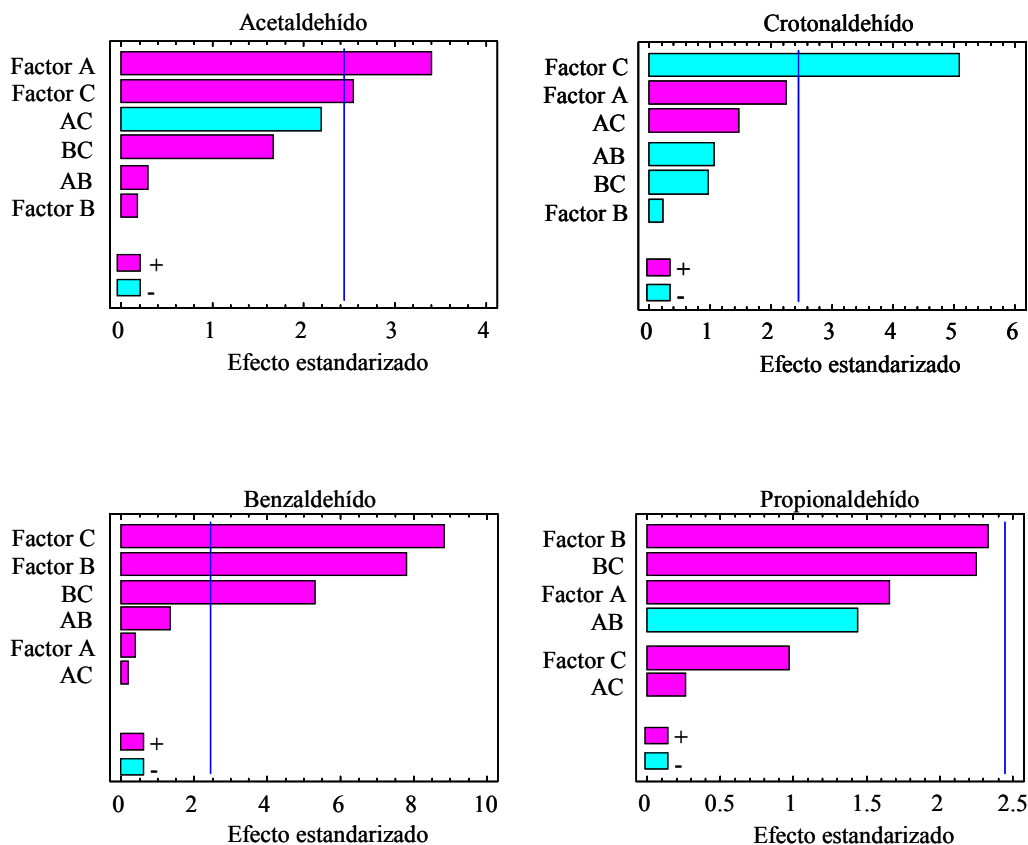 Acetaldehído
Factor A
Factor C
AC
BC
AB
Factor B
+
-
0 1 2 3 4
Efecto estandarizado
Crotonaldehído
Factor C
Factor A
AC
AB
BC
Factor B
+
-
0 1 2 3 4 5 6
Efecto estandarizado
Benzaldehído
Factor C
Factor B
BC
AB
Factor A
AC
+
-
0 2 4 6 8 10
Efecto estandarizado
Propionaldehído
Factor B
BC
Factor A
AB
Factor C
AC
+
-
0 0.5 1 1.5 2 2.5
Efecto estandarizado